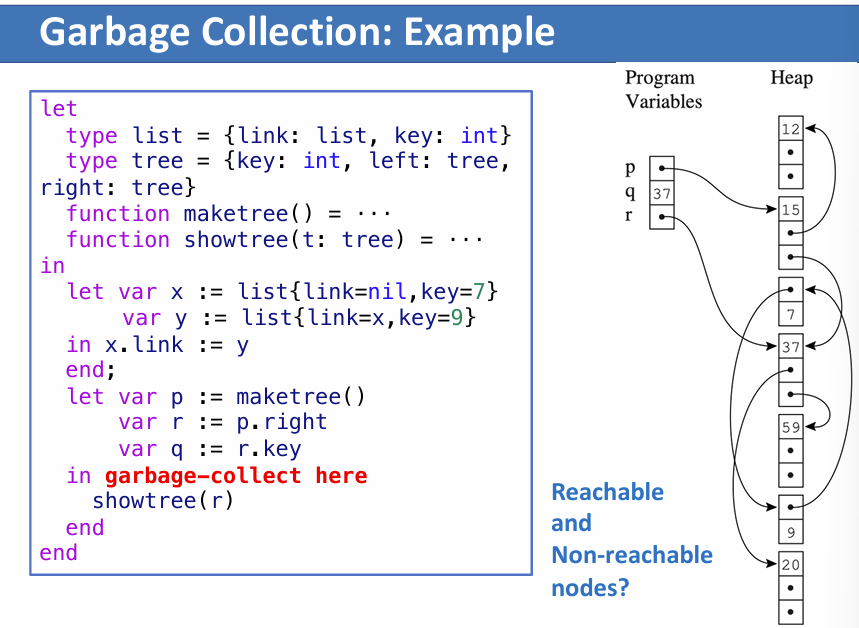 Garbage Collection: Example
let
type list = {link: list, key: int}
type tree = {key: int, left: tree,
right: tree}
function maketree() = ···
function showtree(t: tree) = ···
in
let var x := list{link=nil,key=7}
var y := list{link=x,key=9}
in x.link := y
end;
let var p := maketree()
var r := p.right
var q := r.key
in garbage-collect here
showtree(r)
end
end
Program
Variables
Heap
p
q 37
r
12
15
7
37
59
9
20
Reachable
and
Non-reachable
nodes?